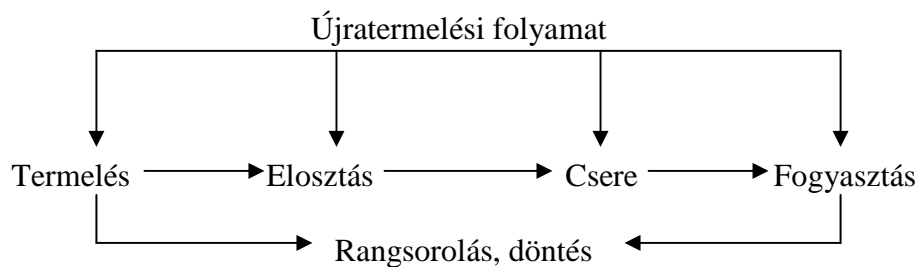 Újratermelési folyamat
Termelés Elosztás Csere Fogyasztás
Rangsorolás, döntés